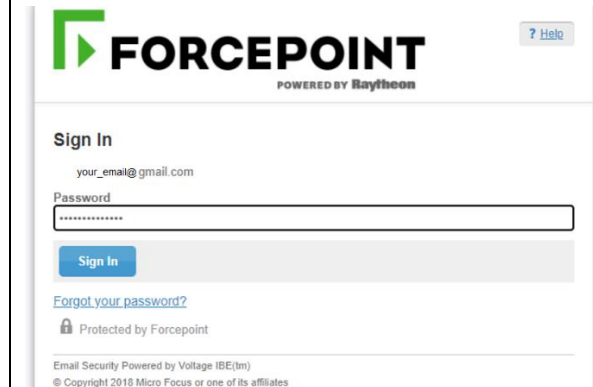 FORCEPOINT
POWERED BY Raytheon
? Help
Sign In
your_email@ gmail.com
Password
••••••••••••••
Sign In
Forgot your password?
Protected by Forcepoint
Email Security Powered by Voltage IBE(tm)
© Copyright 2018 Micro Focus or one of its affiliates